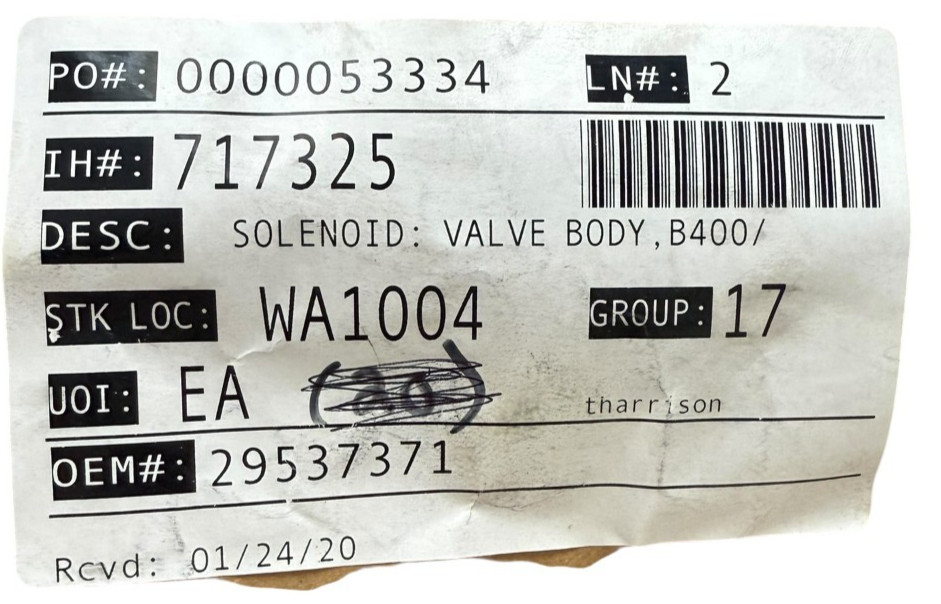 PO#: 0000053334 LN#: 2
IH#: 717325
DESC: SOLENOID: VALVE BODY,B400/
STK LOC: WA1004 GROUP: 17
UOI: EA tharrison
OEM#: 29537371
Rcvd: 01/24/20